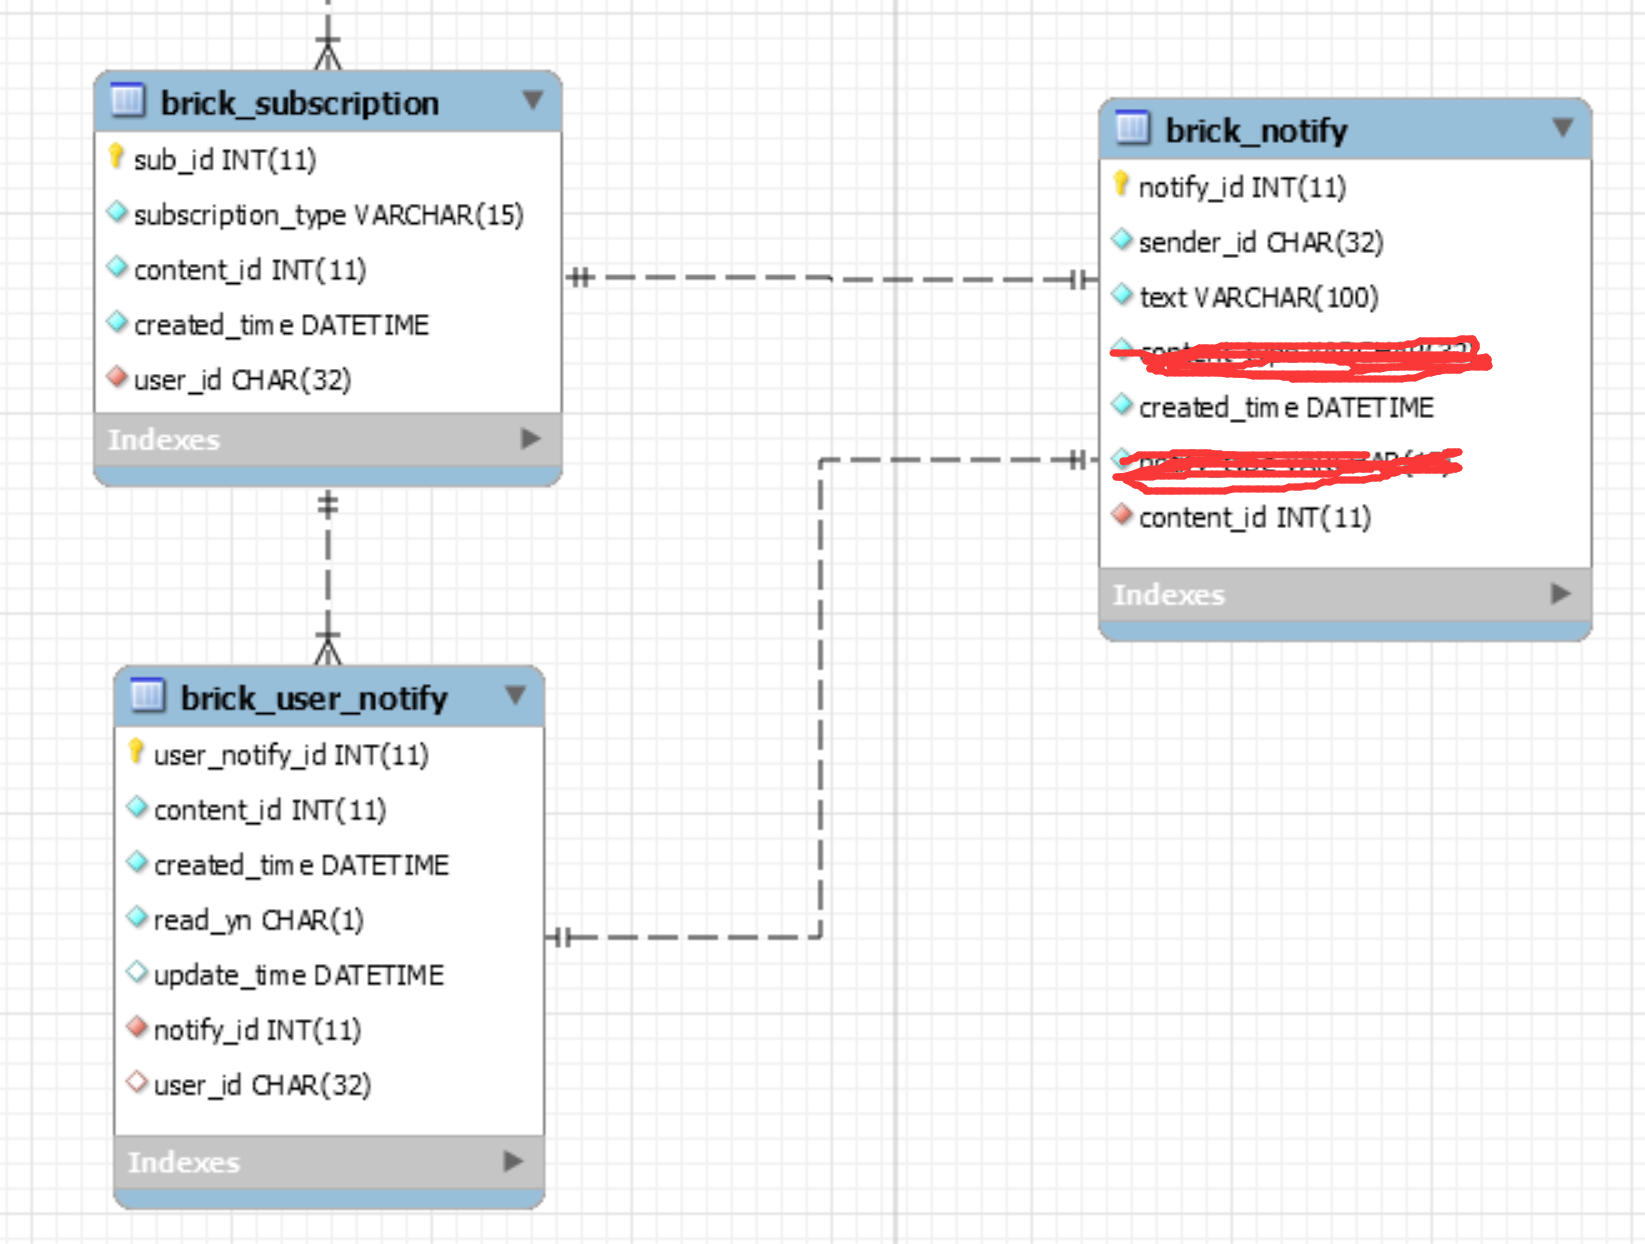 brick_subscription
sub_id INT(11)
subscription_type VARCHAR(15)
content_id INT(11)
created_time DATETIME
user_id CHAR(32)
Indexes
brick_notify
notify_id INT(11)
sender_id CHAR(32)
text VARCHAR(100)
created_time DATETIME
content_id INT(11)
Indexes
brick_user_notify
user_notify_id INT(11)
content_id INT(11)
created_time DATETIME
read_yn CHAR(1)
update_time DATETIME
notify_id INT(11)
user_id CHAR(32)
Indexes